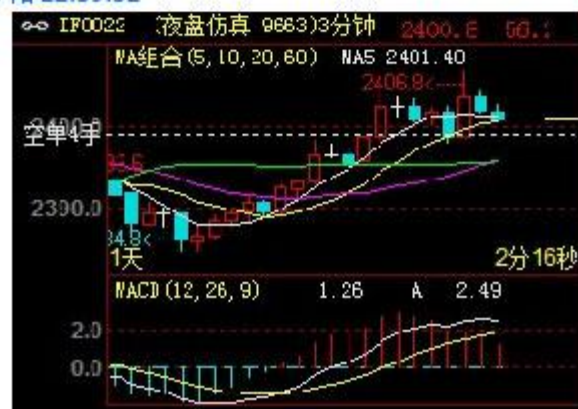 IF0022 (夜盘仿真 9663)3分钟 2400.6
MA组合(5,10,20,60) MA5 2401.40
2406.8<----
空单4手
2390.0
1天 2分16秒
MACD(12,26,9) 1.26 A 2.49
2.0
0.0